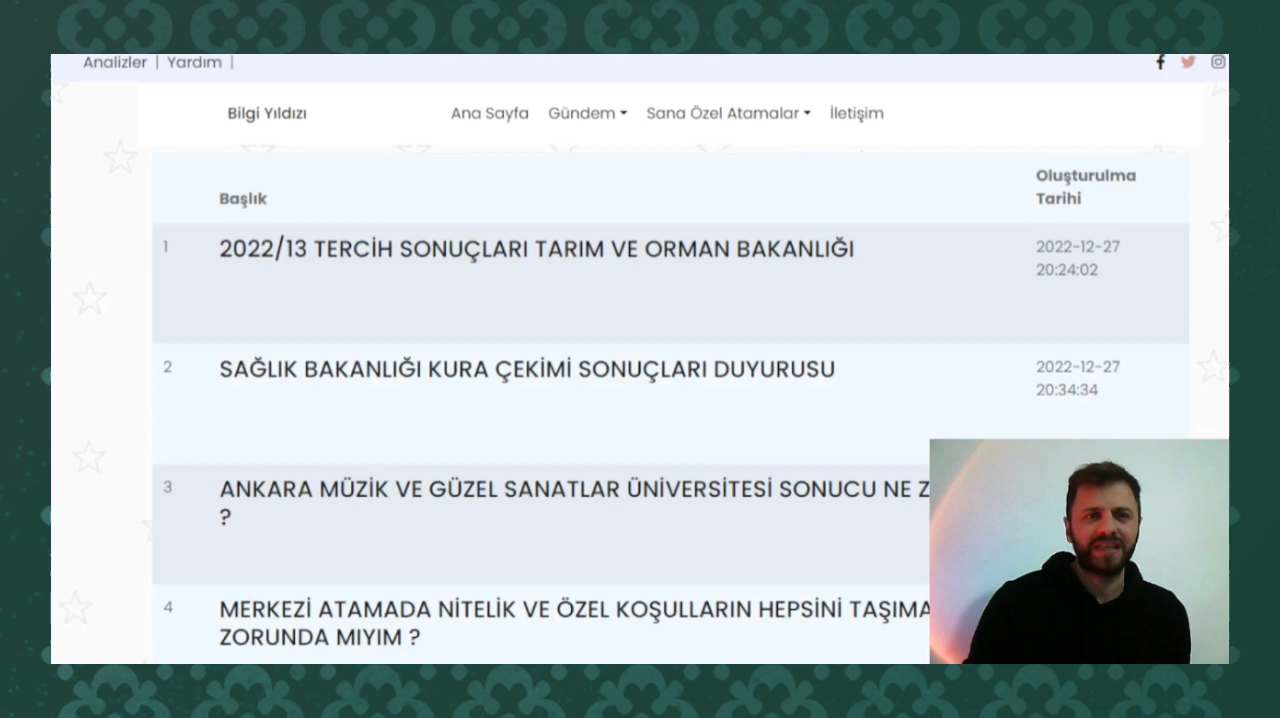 Analizler | Yardım |
Bilgi Yıldızı Ana Sayfa Gündem Sana Özel Atamalar İletişim
Başlık Oluşturulma
Tarihi
1 2022/13 TERCİH SONUÇLARI TARIM VE ORMAN BAKANLIĞI 2022-12-27
20:24:02
2 SAĞLIK BAKANLIĞI KURA ÇEKİMİ SONUÇLARI DUYURUSU 2022-12-27
20:34:34
3 ANKARA MÜZİK VE GÜZEL SANATLAR ÜNİVERSİTESİ SONUCU NE
?
4 MERKEZİ ATAMADA NİTELİK VE ÖZEL KOŞULLARIN HEPSİNİ
ZORUNDA MIYIM ?